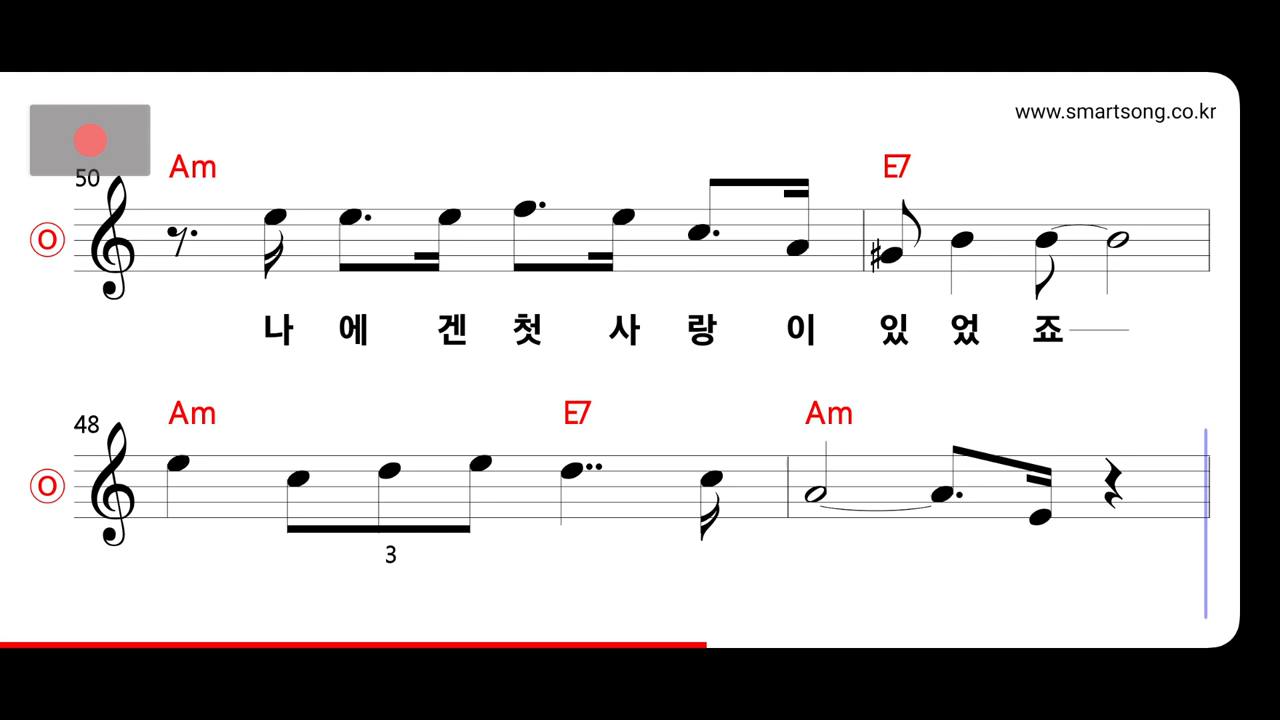 www.smartsong.co.kr
Am E7
50
O
나 에 겐 첫 사 랑 이 있 었 죠
Am E7 Am
48
O
3